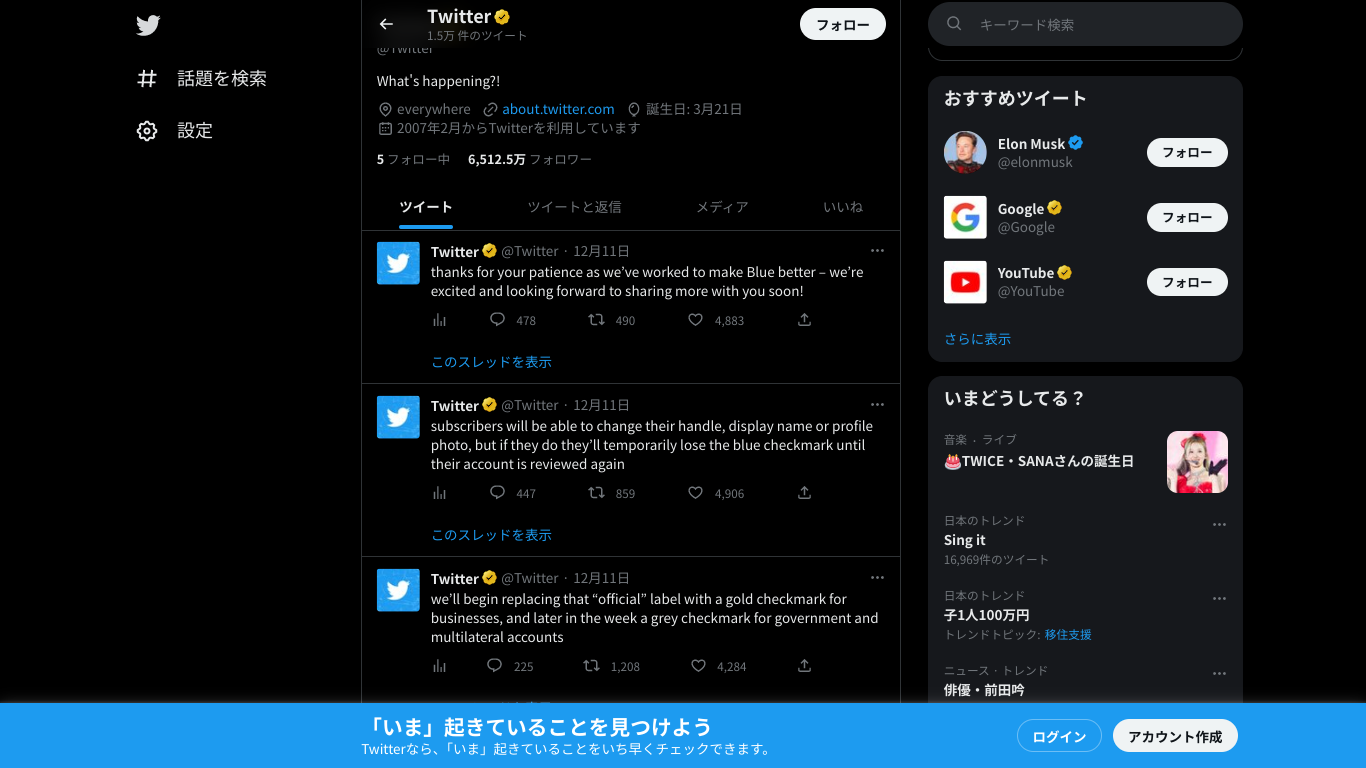 話題を検索
設定
Twitter
1.5万 件のツイート
フォロー
@Twitter
What's happening?!
everywhere about.twitter.com 誕生日: 3月21日
2007年2月からTwitterを利用しています
5 フォロー中 6,512.5万 フォロワー
ツイート ツイートと返信 メディア いいね
Twitter @Twitter · 12月11日
thanks for your patience as we’ve worked to make Blue better – we’re
excited and looking forward to sharing more with you soon!
478 490 4,883
このスレッドを表示
Twitter @Twitter · 12月11日
subscribers will be able to change their handle, display name or profile
photo, but if they do they’ll temporarily lose the blue checkmark until
their account is reviewed again
447 859 4,906
このスレッドを表示
Twitter @Twitter · 12月11日
we’ll begin replacing that “official” label with a gold checkmark for
businesses, and later in the week a grey checkmark for government and
multilateral accounts
225 1,208 4,284
キーワード検索
おすすめツイート
Elon Musk
@elonmusk
フォロー
Google
@Google
フォロー
YouTube
@YouTube
フォロー
さらに表示
いまどうしてる？
音楽 · ライブ
🎂TWICE・SANAさんの誕生日
日本のトレンド
Sing it
16,969件のツイート
日本のトレンド
子1人100万円
トレンドトピック: 移住支援
ニュース · トレンド
俳優・前田吟
「いま」起きていることを見つけよう
Twitterなら、「いま」起きていることをいち早くチェックできます。
ログイン
アカウント作成